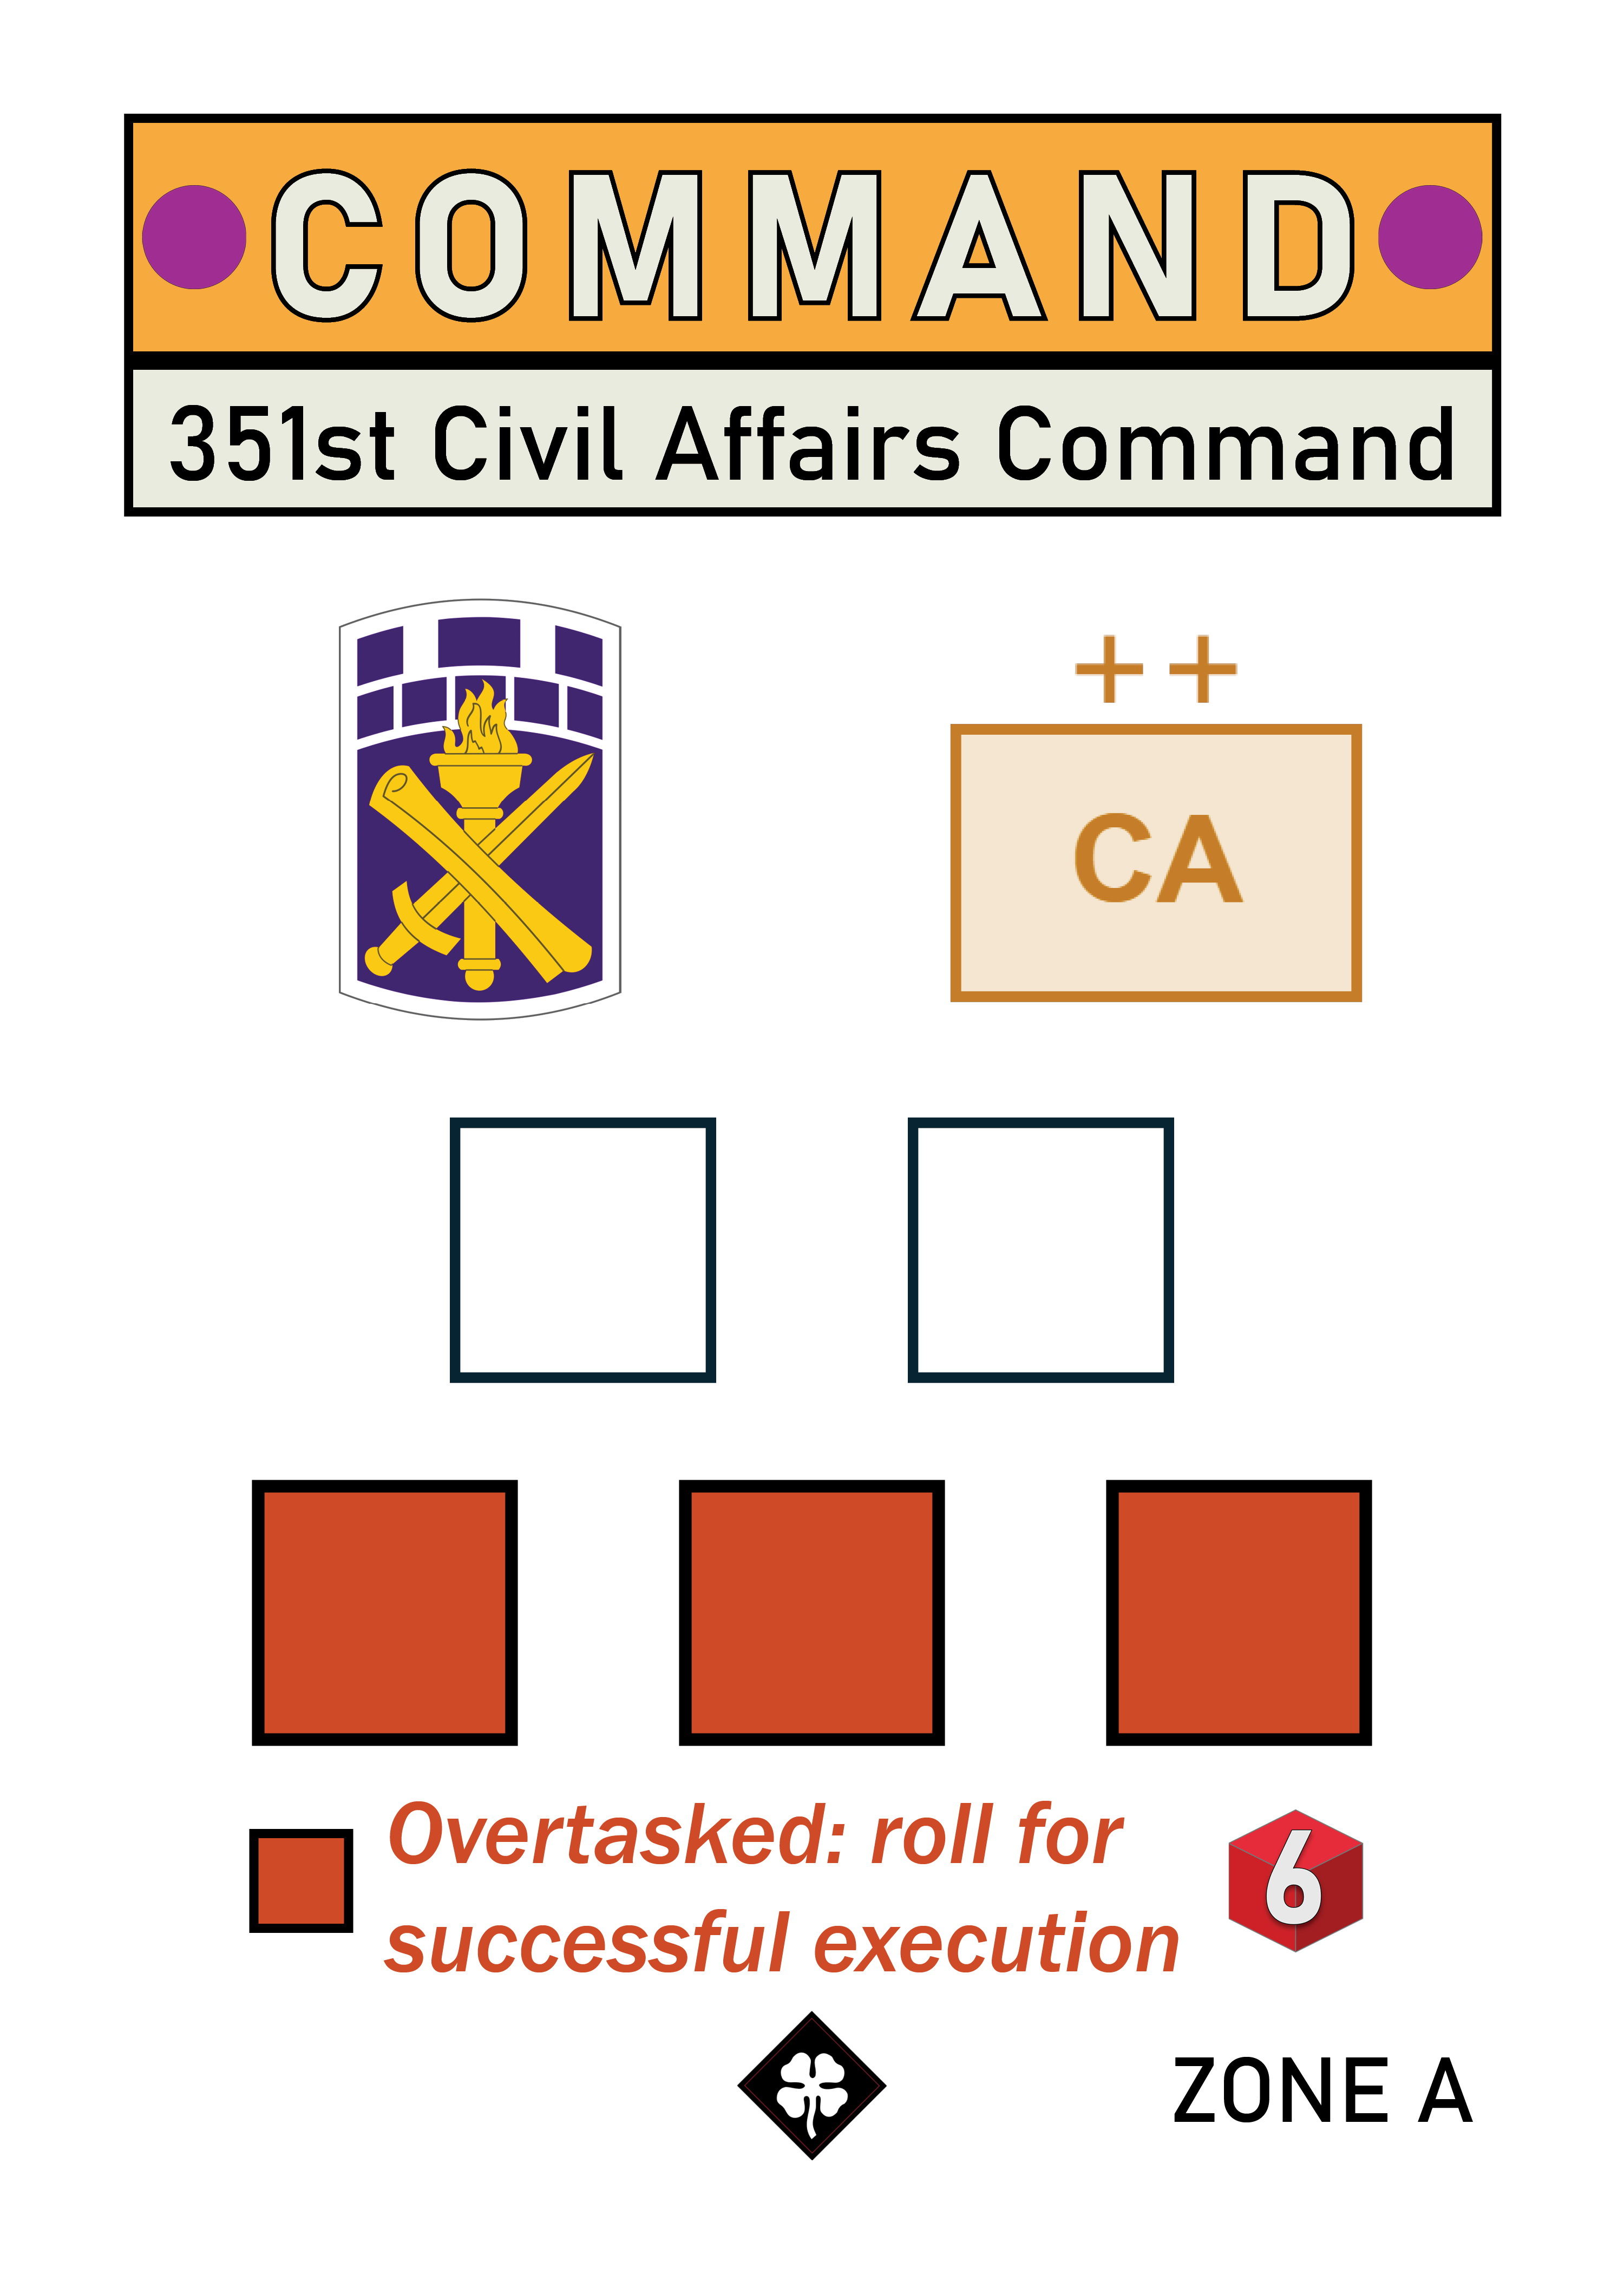 COMMAND
351st Civil Affairs Command
++
CA
Overtasked: roll for
successful execution
6
ZONE A